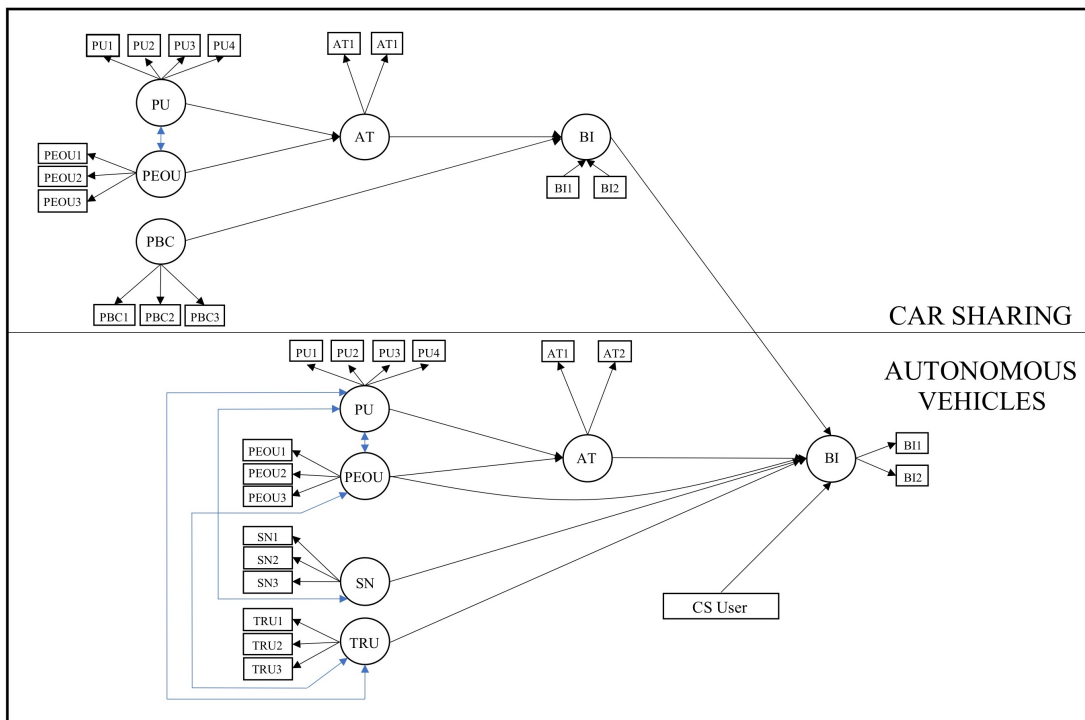 PU1 PU2 PU3 PU4
AT1 AT1
PU
AT
BI
PEOU1
PEOU2
PEOU3
PEOU
BI1 BI2
PBC
PBC1 PBC2 PBC3
CAR SHARING
AUTONOMOUS
VEHICLES
PU1 PU2 PU3 PU4
AT1 AT2
PU
PEOU1
PEOU2
PEOU3
PEOU
AT
BI
BI1
BI2
SN1
SN2
SN3
SN
CS User
TRU1
TRU2
TRU3
TRU